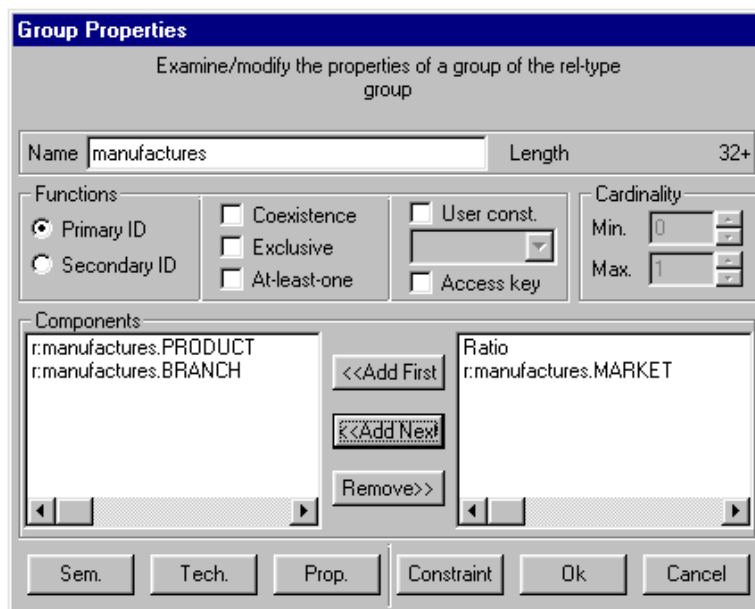 Group Properties
Examine/modify the properties of a group of the rel-type
group
Name manufactures Length 32+
Functions Cardinality
Primary ID Coexistence User const. Min. 0
Secondary ID Exclusive
At-least-one Access key Max. 1
Components
r:manufactures.PRODUCT <<Add First Ratio
r:manufactures.BRANCH r:manufactures.MARKET
<<Add Next
Remove>>
Sem. Tech. Prop. Constraint Ok Cancel